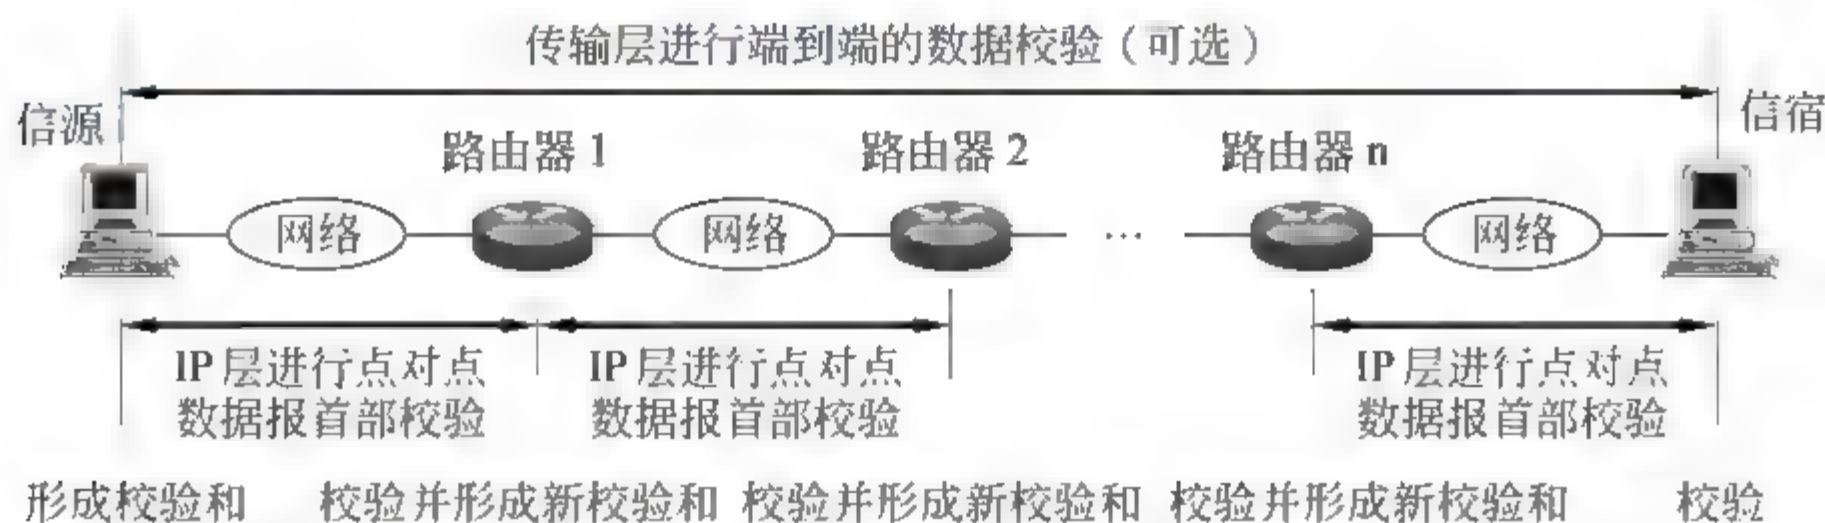 传输层进行端到端的数据校验（可选）
信源
信宿
路由器 1
路由器 2
路由器 n
网络
网络
…
网络
IP 层进行点对点
数据报首部校验
IP 层进行点对点
数据报首部校验
IP 层进行点对点
数据报首部校验
形成校验和
校验并形成新校验和
校验并形成新校验和
校验并形成新校验和
校验